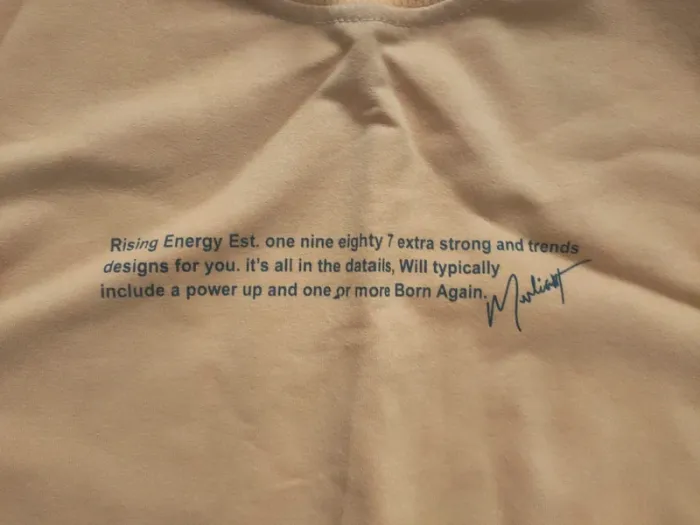 Rising Energy Est. one nine eighty 7 extra strong and trends
designs for you. it's all in the datails, Will typically
include a power up and one or more Born Again.